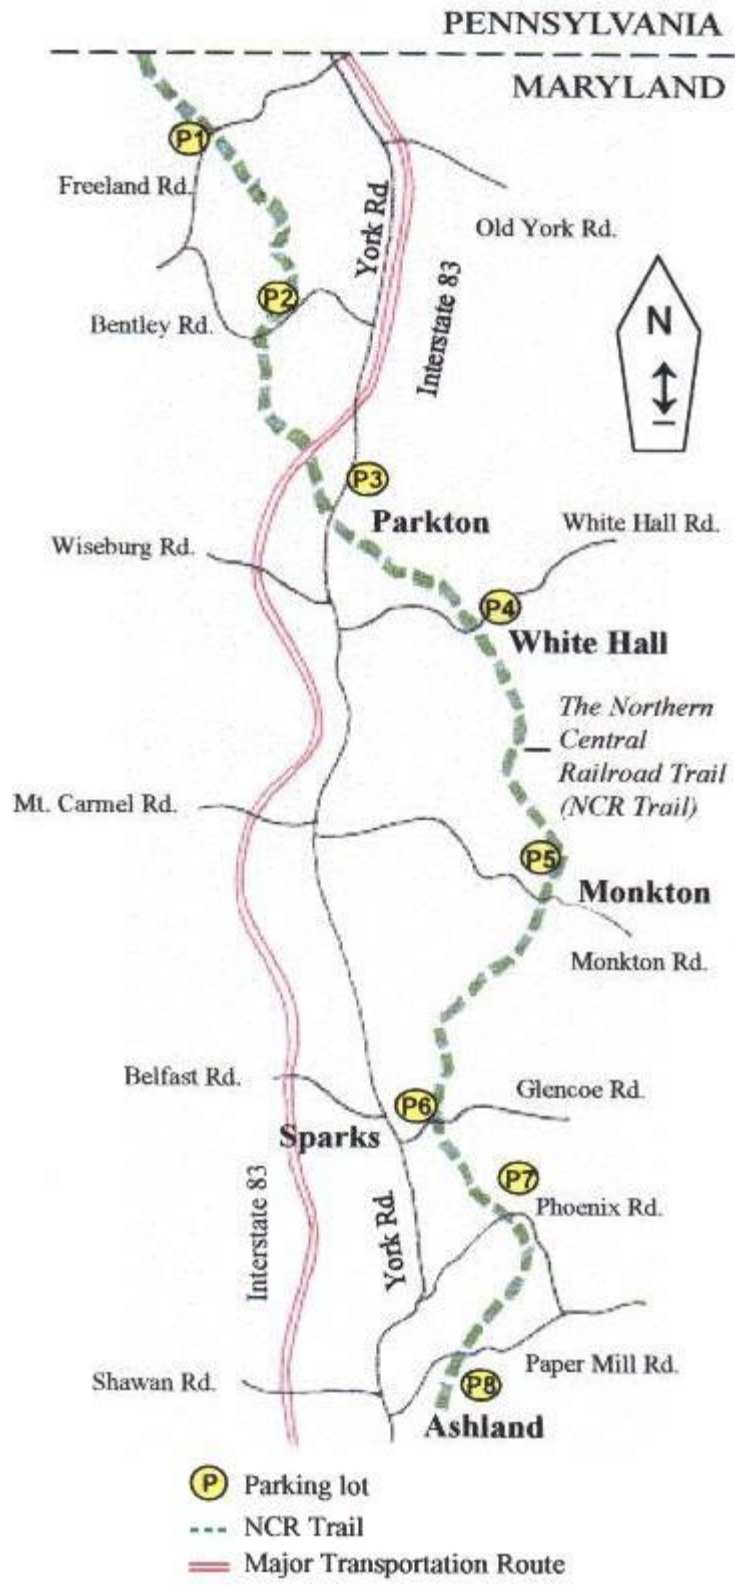 PENNSYLVANIA
MARYLAND
P1
Freeland Rd.
York Rd.
Old York Rd.
Interstate 83
N
P2
Bentley Rd.
P3
Parkton
White Hall Rd.
Wiseburg Rd.
P4
White Hall
The Northern
Central
Railroad Trail
(NCR Trail)
Mt. Carmel Rd.
P5
Monkton
Monkton Rd.
Belfast Rd.
P6
Glencoe Rd.
Sparks
P7
Phoenix Rd.
Interstate 83
York Rd.
Paper Mill Rd.
Shawan Rd.
P8
Ashland
P Parking lot
NCR Trail
Major Transportation Route